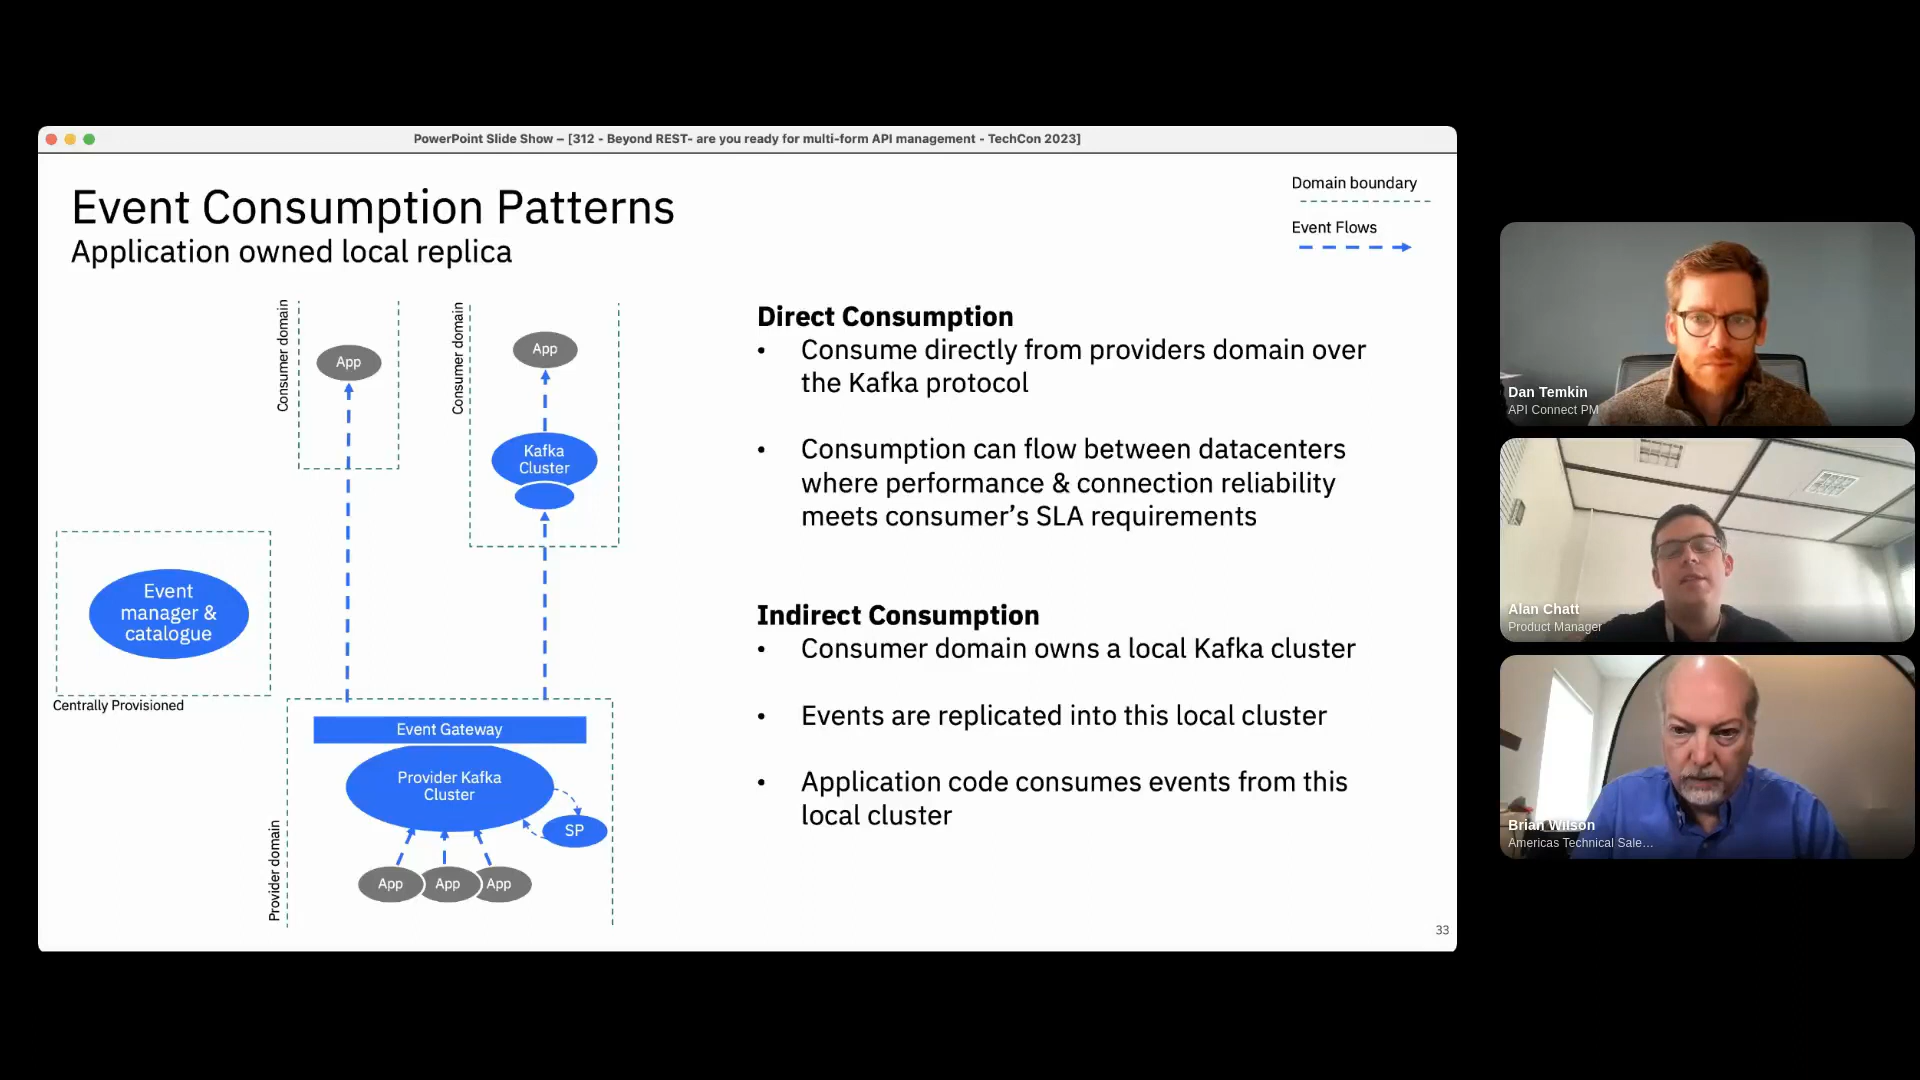 PowerPoint Slide Show – [312 - Beyond REST- are you ready for multi-form API management - TechCon 2023]
Event Consumption Patterns
Application owned local replica
Domain boundary
Event Flows
Consumer domain
App
Consumer domain
App
Kafka
Cluster
Event
manager &
catalogue
Centrally Provisioned
Provider domain
Event Gateway
Provider Kafka
Cluster
SP
App
App
App
Direct Consumption
• Consume directly from providers domain over
the Kafka protocol
• Consumption can flow between datacenters
where performance & connection reliability
meets consumer’s SLA requirements
Indirect Consumption
• Consumer domain owns a local Kafka cluster
• Events are replicated into this local cluster
• Application code consumes events from this
local cluster
33
Dan Temkin
API Connect PM
Alan Chatt
Product Manager
Brian Wilson
Americas Technical Sale...